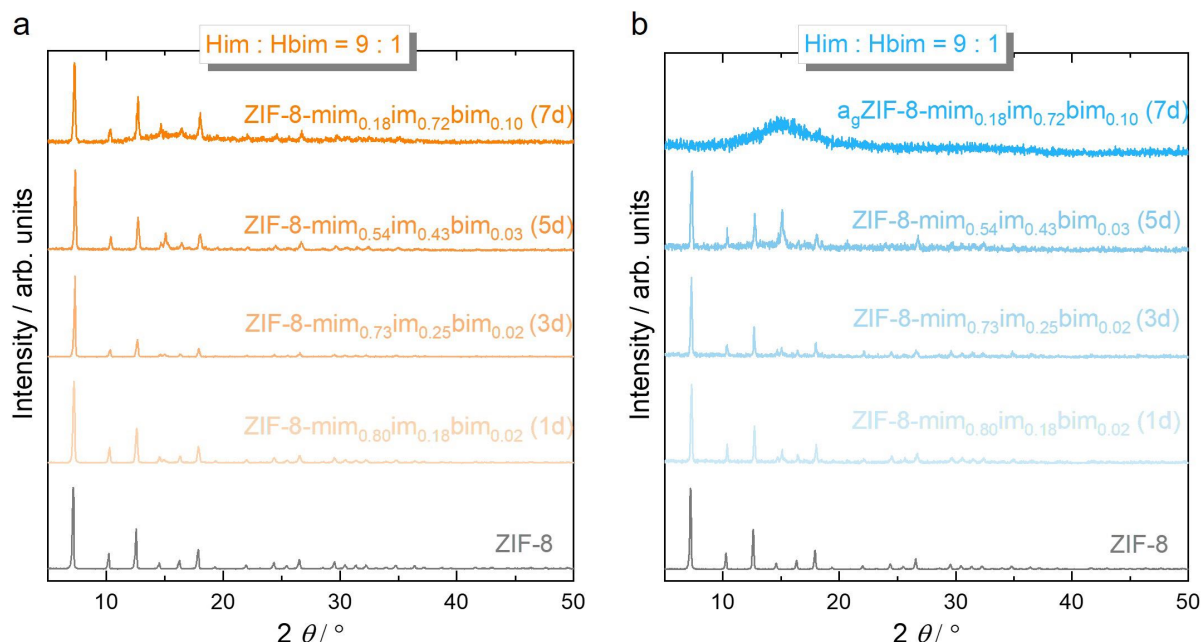 a
Him : Hbim = 9 : 1
ZIF-8-mim0.18im0.72bim0.10 (7d)
ZIF-8-mim0.54im0.43bim0.03 (5d)
ZIF-8-mim0.73im0.25bim0.02 (3d)
ZIF-8-mim0.80im0.18bim0.02 (1d)
ZIF-8
Intensity / arb. units
10 20 30 40 50
2 θ / °
b
Him : Hbim = 9 : 1
agZIF-8-mim0.18im0.72bim0.10 (7d)
ZIF-8-mim0.54im0.43bim0.03 (5d)
ZIF-8-mim0.73im0.25bim0.02 (3d)
ZIF-8-mim0.80im0.18bim0.02 (1d)
ZIF-8
Intensity / arb. units
10 20 30 40 50
2 θ / °